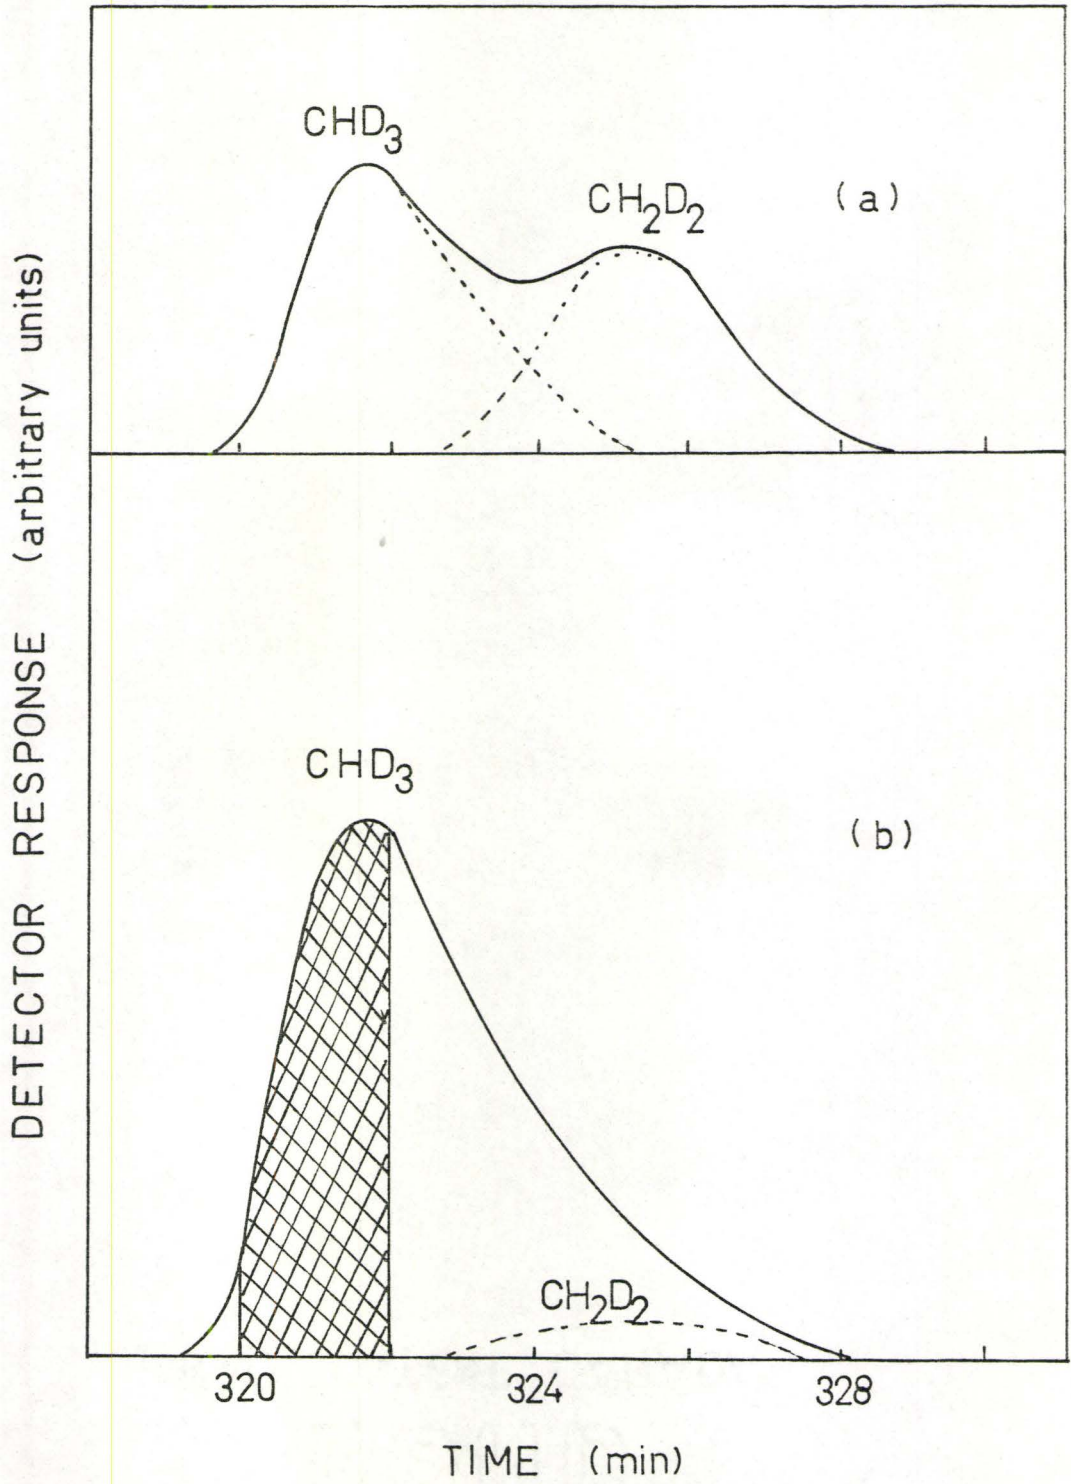 CHD₃
CH₂D₂
(a)
DETECTOR RESPONSE (arbitrary units)
CHD₃
(b)
CH₂D₂
320 324 328
TIME (min)